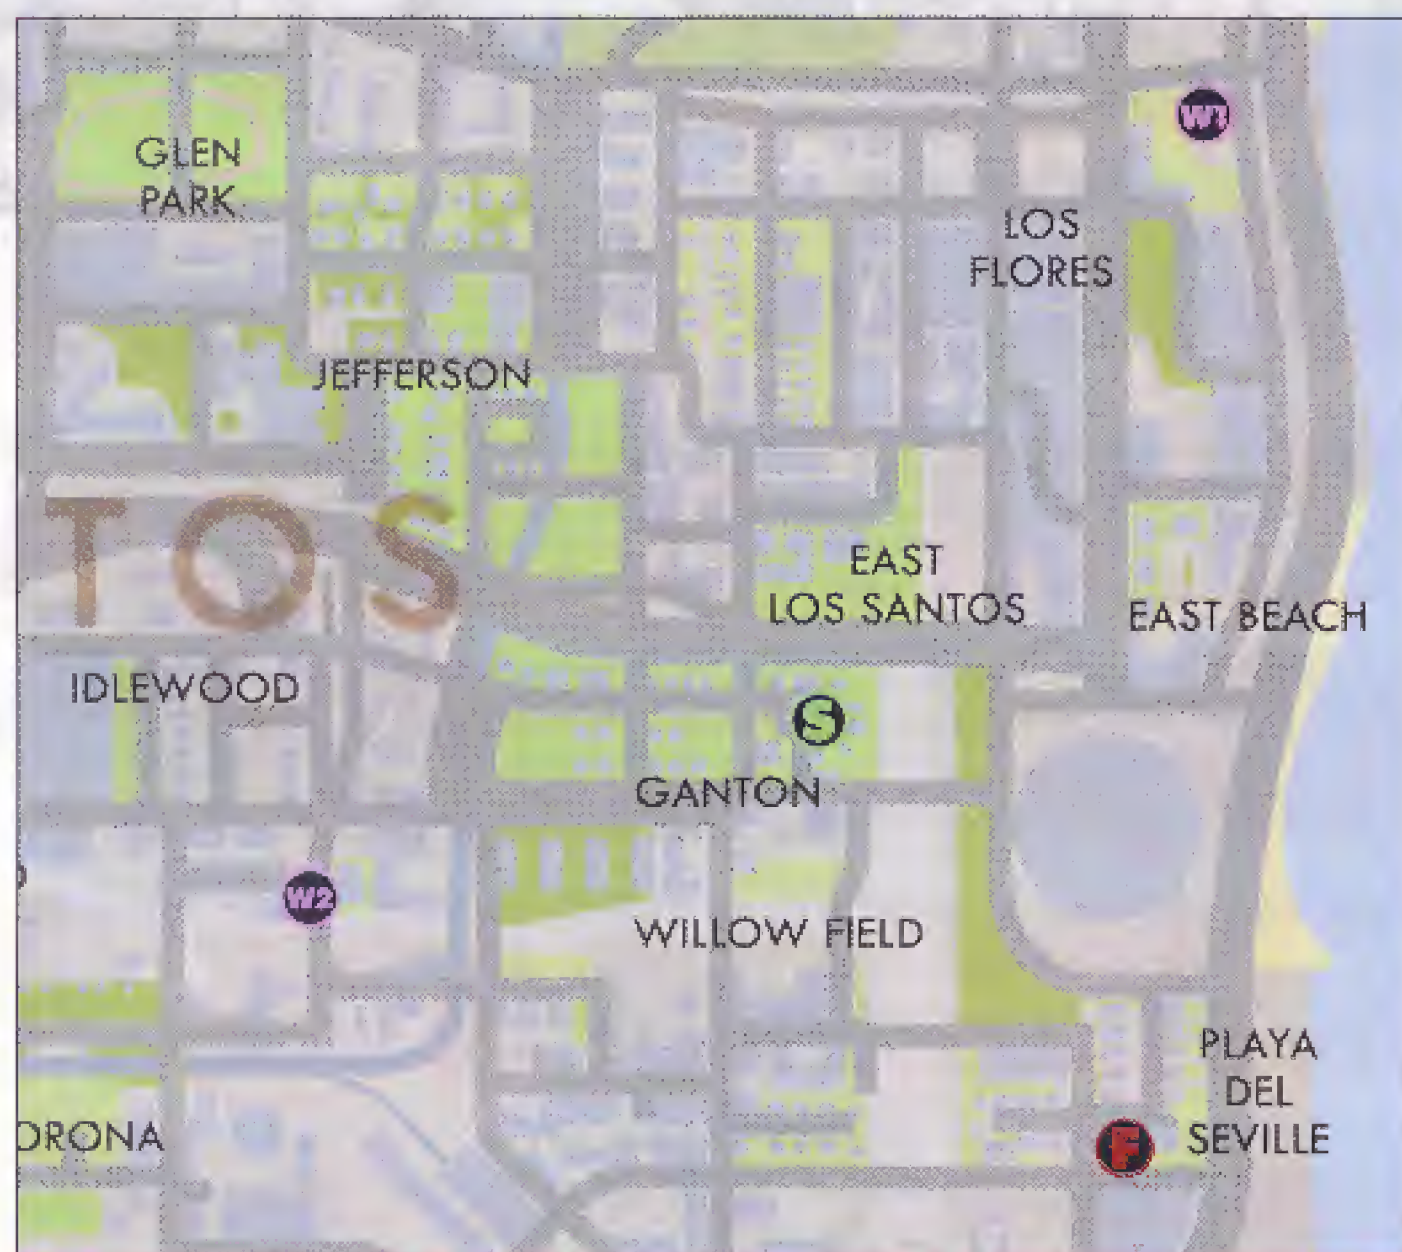 W1
GLEN
PARK
LOS
FLORES
JEFFERSON
TOS
EAST
LOS SANTOS
EAST BEACH
IDLEWOOD
S
GANTON
W2
WILLOW FIELD
PLAYA
DEL
SEVILLE
ORONA
F